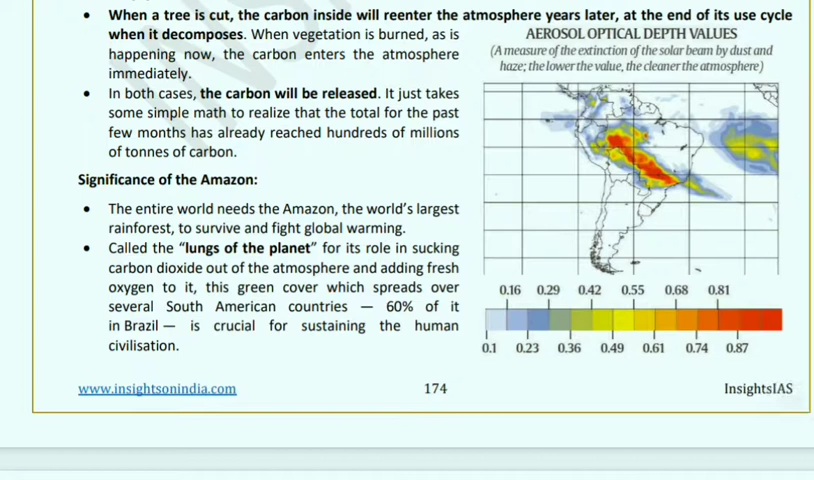 • When a tree is cut, the carbon inside will reenter the atmosphere years later, at the end of its use cycle
when it decomposes. When vegetation is burned, as is
happening now, the carbon enters the atmosphere
immediately.
• In both cases, the carbon will be released. It just takes
some simple math to realize that the total for the past
few months has already reached hundreds of millions
of tonnes of carbon.
AEROSOL OPTICAL DEPTH VALUES
(A measure of the extinction of the solar beam by dust and
haze; the lower the value, the cleaner the atmosphere)
Significance of the Amazon:
• The entire world needs the Amazon, the world's largest
rainforest, to survive and fight global warming.
• Called the "lungs of the planet" for its role in sucking
carbon dioxide out of the atmosphere and adding fresh
oxygen to it, this green cover which spreads over
several South American countries — 60% of it
in Brazil — is crucial for sustaining the human
civilisation.
0.16 0.29 0.42 0.55 0.68 0.81
0.1 0.23 0.36 0.49 0.61 0.74 0.87
www.insightsonindia.com 174 InsightsIAS